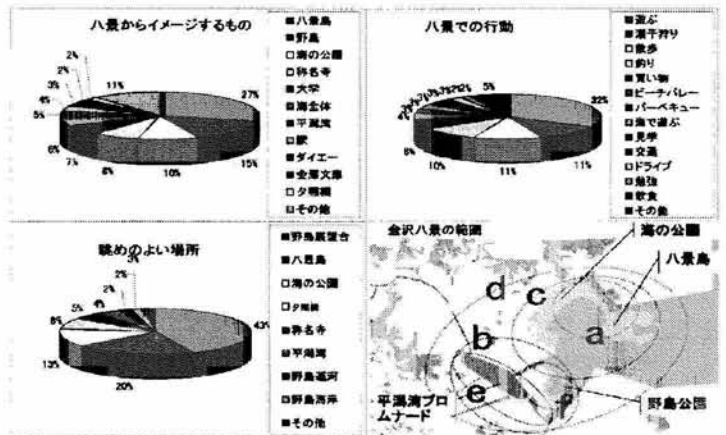 八景からイメージするもの
2%
2%
3%
4%
5%
6%
7%
8%
10%
15%
27%
11%
八景島
野島
海の公園
称名寺
大学
海全体
平潟湾
駅
ダイエー
金沢文庫
夕照橋
その他
八景での行動
5%
32%
11%
11%
10%
8%
遊ぶ
潮干狩り
散歩
釣り
買い物
ビーチバレー
バーベキュー
海で遊ぶ
見学
交通
ドライブ
勉強
飲食
その他
眺めのよい場所
3%
2%
2%
4%
5%
8%
13%
20%
43%
野島展望台
八景島
海の公園
夕照橋
称名寺
平潟湾
野島運河
野島海岸
その他
金沢八景の範囲
海の公園
八景島
d
c
a
b
e
平潟湾プロ
ムナード
野島公園